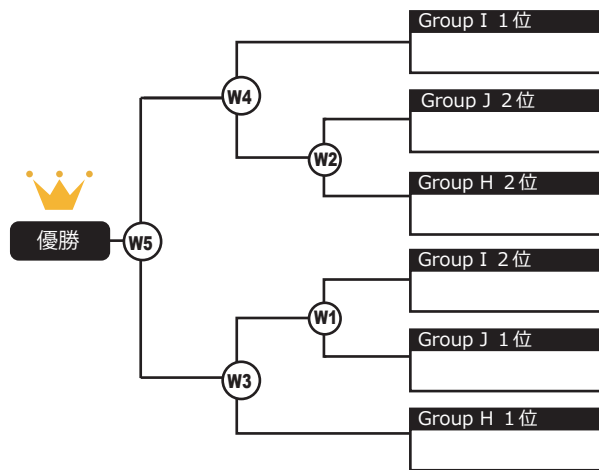 Group I 1位
W4
Group J 2位
W2
Group H 2位
優勝
W5
Group I 2位
W1
Group J 1位
W3
Group H 1位